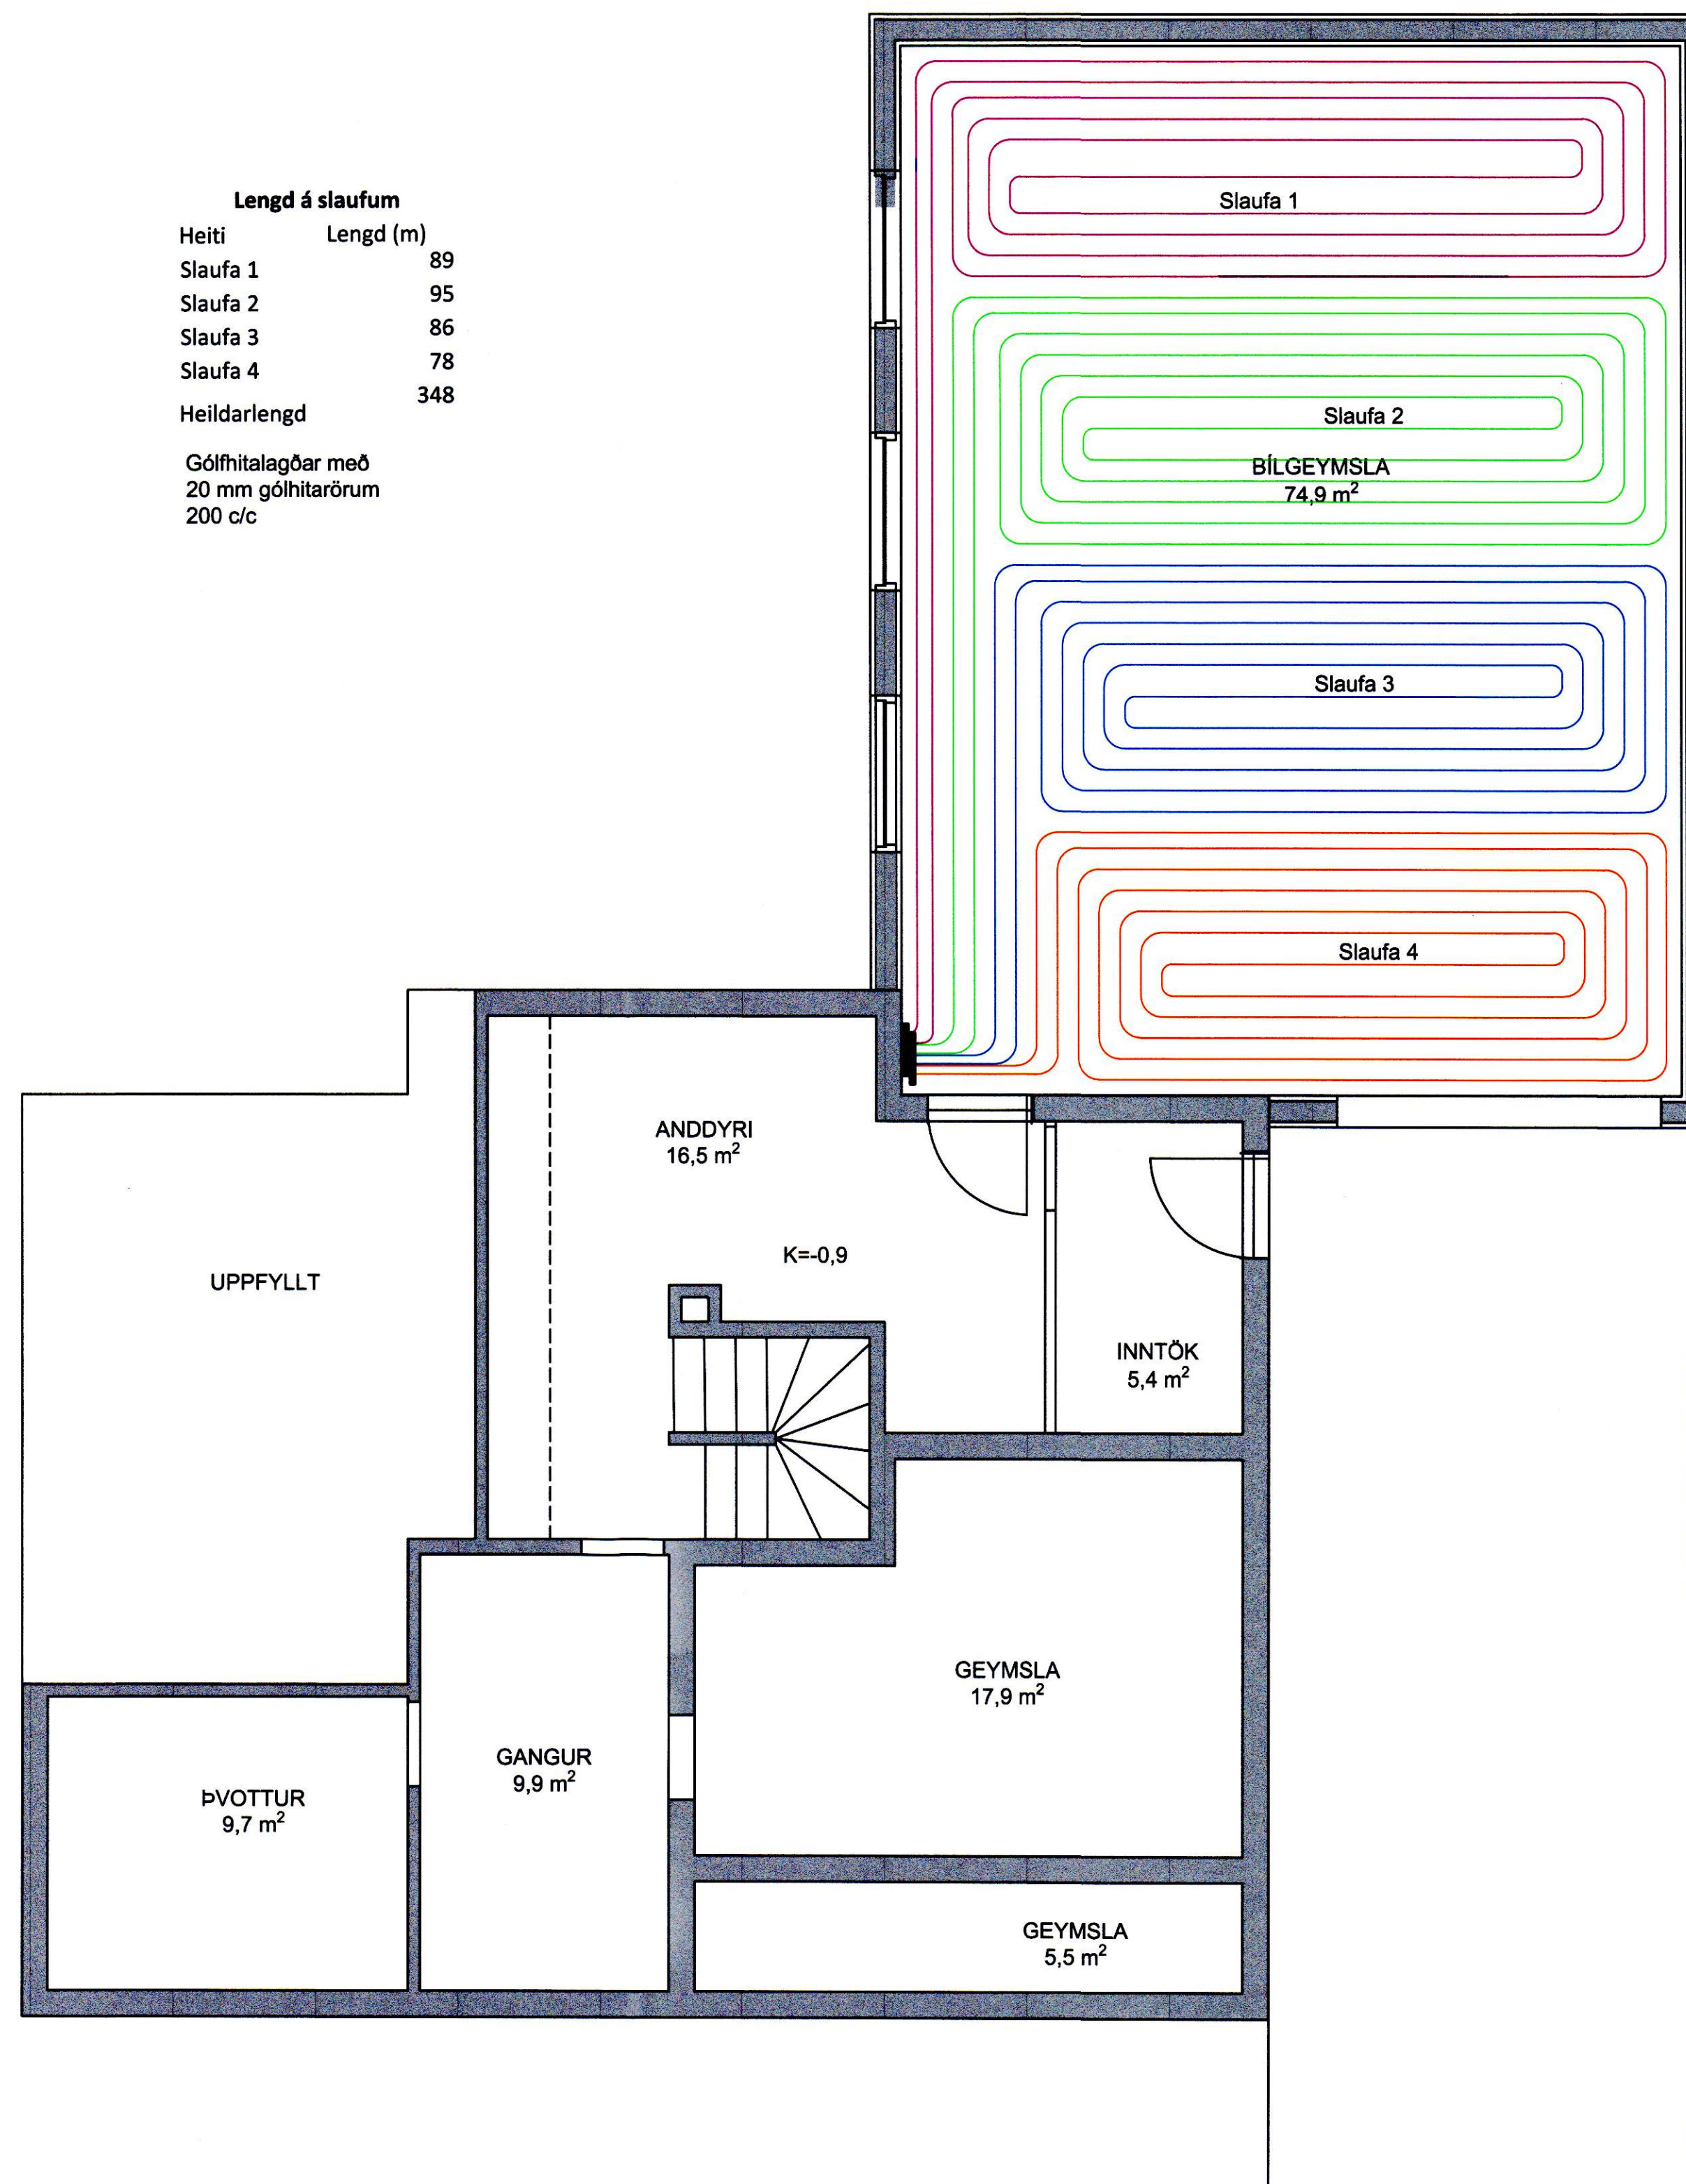 Lengd á slaufum
Heiti Lengd (m)
Slaufa 1 89
Slaufa 2 95
Slaufa 3 86
Slaufa 4 78
Heildarlengd 348
Gólfhitalagðar með
20 mm gólhitarörum
200 c/c
Slaufa 1
Slaufa 2
BÍLGEYMSLA
74,9 m²
Slaufa 3
Slaufa 4
ANDDYRI
16,5 m²
K=-0,9
UPPFYLLT
INNTÖK
5,4 m²
GEYMSLA
17,9 m²
GANGUR
9,9 m²
ÞVOTTUR
9,7 m²
GEYMSLA
5,5 m²